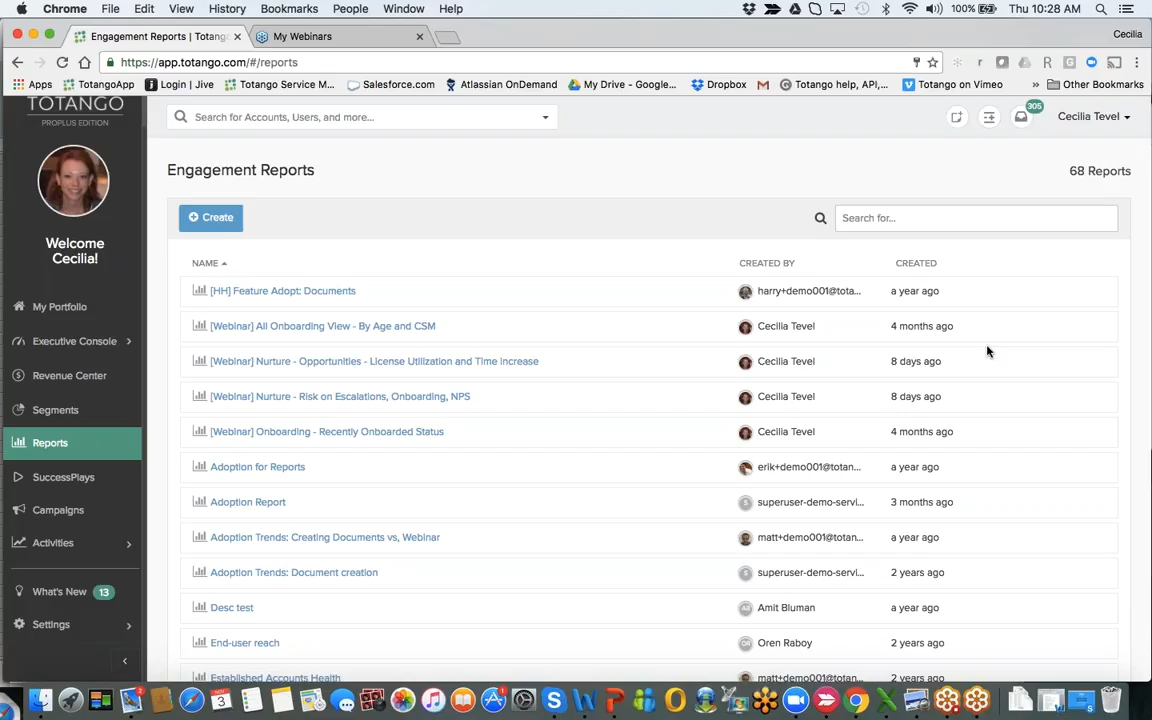 Chrome File Edit View History Bookmarks People Window Help 100% Thu 10:28 AM
Engagement Reports | Totang × My Webinars × Cecilia
https://app.totango.com/#/reports
Apps TotangoApp Login | Jive Totango Service M... Salesforce.com Atlassian OnDemand My Drive - Google... Dropbox Totango help, API,... Totango on Vimeo » Other Bookmarks
TOTANGO
PROPLUS EDITION
Search for Accounts, Users, and more...
305
Cecilia Tevel
Welcome
Cecilia!
My Portfolio
Executive Console
Revenue Center
Segments
Reports
SuccessPlays
Campaigns
Activities
What's New 13
Settings
Engagement Reports
68 Reports
Create
Search for...
NAME CREATED BY CREATED
[HH] Feature Adopt: Documents harry+demo001@tota... a year ago
[Webinar] All Onboarding View - By Age and CSM Cecilia Tevel 4 months ago
[Webinar] Nurture - Opportunities - License Utilization and Time Increase Cecilia Tevel 8 days ago
[Webinar] Nurture - Risk on Escalations, Onboarding, NPS Cecilia Tevel 8 days ago
[Webinar] Onboarding - Recently Onboarded Status Cecilia Tevel 4 months ago
Adoption for Reports erik+demo001@totan... a year ago
Adoption Report superuser-demo-servi... 3 months ago
Adoption Trends: Creating Documents vs, Webinar matt+demo001@totan... a year ago
Adoption Trends: Document creation superuser-demo-servi... 2 years ago
Desc test Amit Bluman a year ago
End-user reach Oren Raboy 2 years ago
Established Accounts Health matt+demo001@totan... a year ago